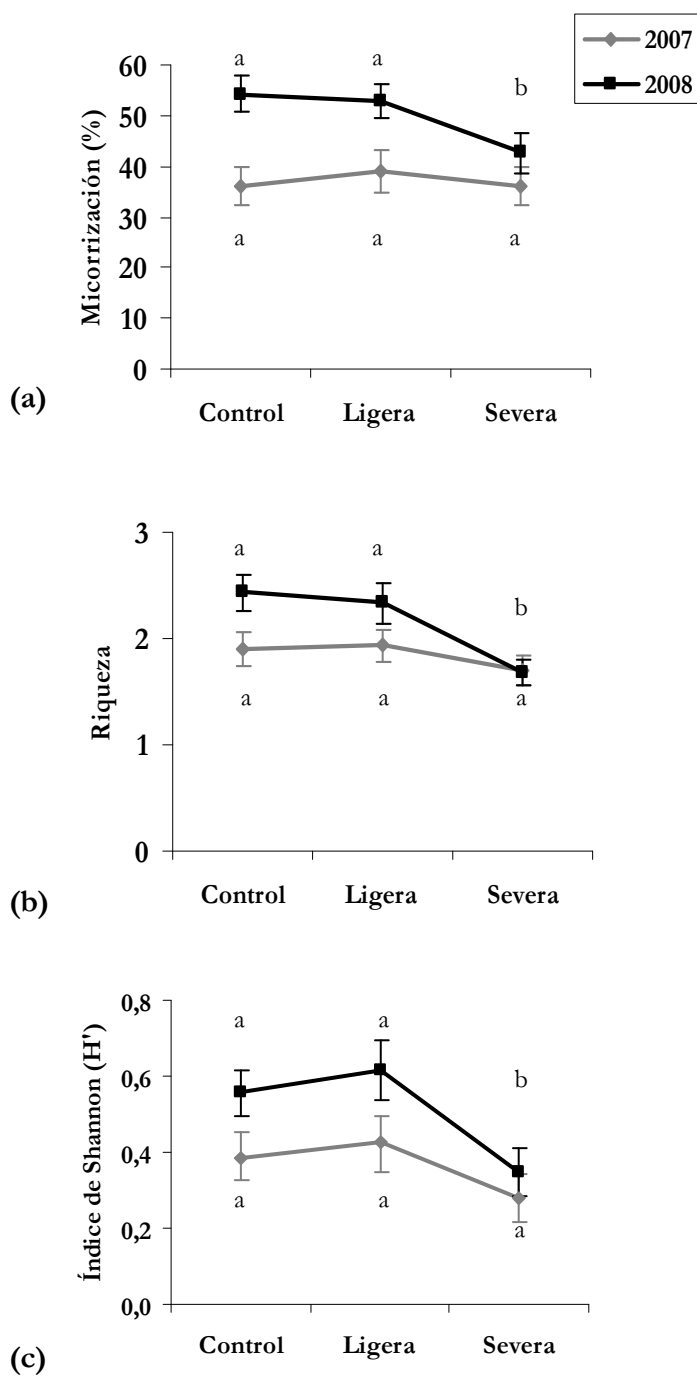 2007
2008
a a b
60
50
40
30
20
10
0
Micorrización (%)
a a a
Control Ligera Severa
(a)
3
2
1
0
Riqueza
a a b
a a a
Control Ligera Severa
(b)
0,8
0,6
0,4
0,2
0,0
Índice de Shannon (H')
a a b
a a a
Control Ligera Severa
(c)